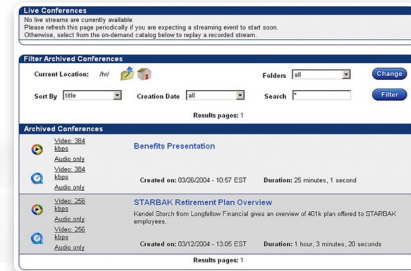 Live Conferences
No live streams are currently available.
Please refresh this page periodically if you are expecting a streaming event to start soon.
Otherwise, select from the on-demand catalog below to replay a recorded stream.
Filter Archived Conferences
Current Location: /hr/ Folders all Change
Sort By title Creation Date all Search * Filter
Results pages: 1
Archived Conferences
Video: 384 kbps
Audio only
Video: 384 kbps
Audio only
Benefits Presentation
Created on: 03/26/2004 - 10:57 EST Duration: 25 minutes, 1 second
Video: 256 kbps
Audio only
Video: 256 kbps
Audio only
STARBAK Retirement Plan Overview
Kendel Storch from Longfellow Financial gives an overview of 401k plan offered to STARBAK
employees.
Created on: 03/12/2004 - 13:05 EST Duration: 1 hour, 3 minutes, 20 seconds
Results pages: 1